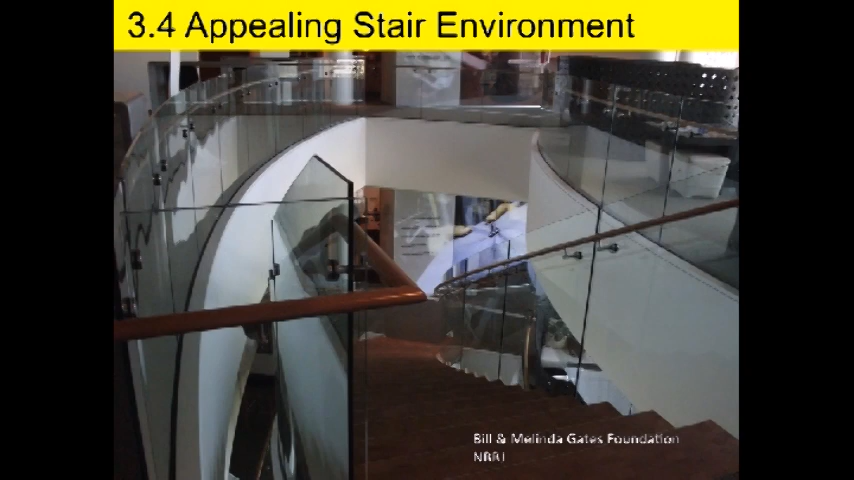 3.4 Appealing Stair Environment
Bill & Melinda Gates Foundation
NBBJ